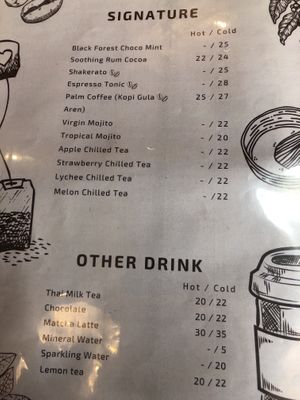 SIGNATURE
Hot / Cold
Black Forest Choco Mint - / 25
Soothing Rum Cocoa 22 / 24
Shakerato - / 25
Espresso Tonic - / 28
Palm Coffee (Kopi Gula Aren) 25 / 27
Virgin Mojito - / 22
Tropical Mojito - / 20
Apple Chilled Tea - / 22
Strawberry Chilled Tea - / 22
Lychee Chilled Tea - / 22
Melon Chilled Tea - /22
OTHER DRINK
Hot / Cold
Thai Milk Tea 20 / 22
Chocolate 20 / 22
Matcha Latte 30 / 35
Mineral Water - / 5
Sparkling Water - / 20
Lemon tea 20 / 22